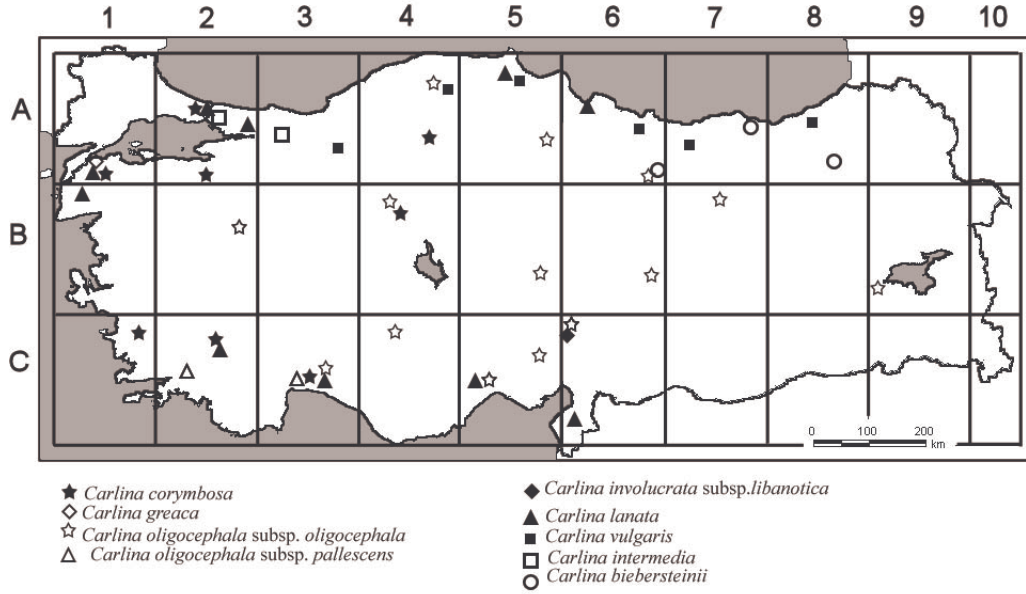 1 2 3 4 5 6 7 8 9 10
A
B
C
0 100 200
km
Carlina corymbosa
Carlina greaca
Carlina oligocephala subsp. oligocephala
Carlina oligocephala subsp. pallescens
Carlina involucrata subsp.libanotica
Carlina lanata
Carlina vulgaris
Carlina intermedia
Carlina biebersteinii